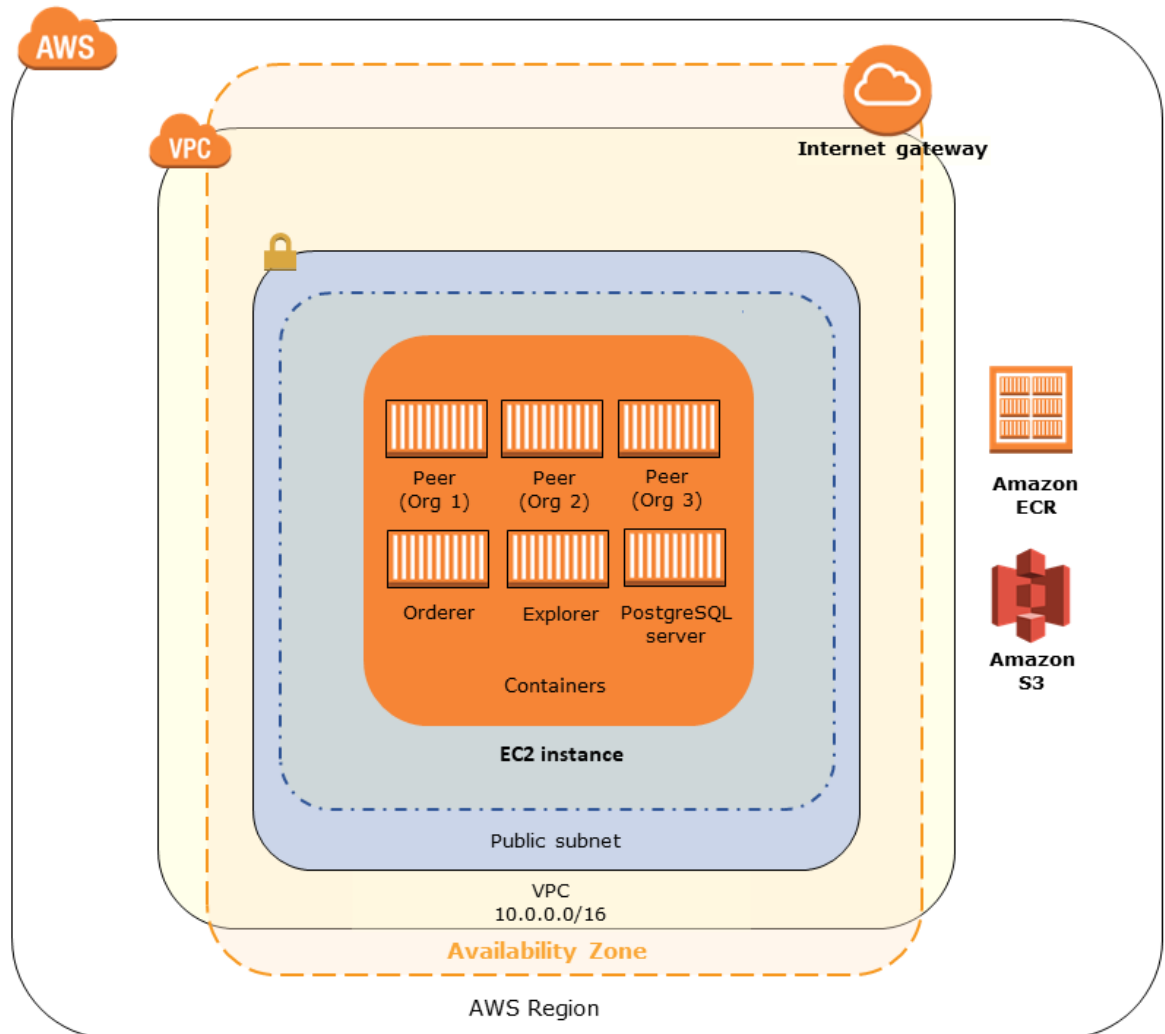 AWS
VPC
Internet gateway
Peer
(Org 1)
Peer
(Org 2)
Peer
(Org 3)
Orderer
Explorer
PostgreSQL
server
Containers
EC2 instance
Public subnet
VPC
10.0.0.0/16
Availability Zone
AWS Region
Amazon
ECR
Amazon
S3